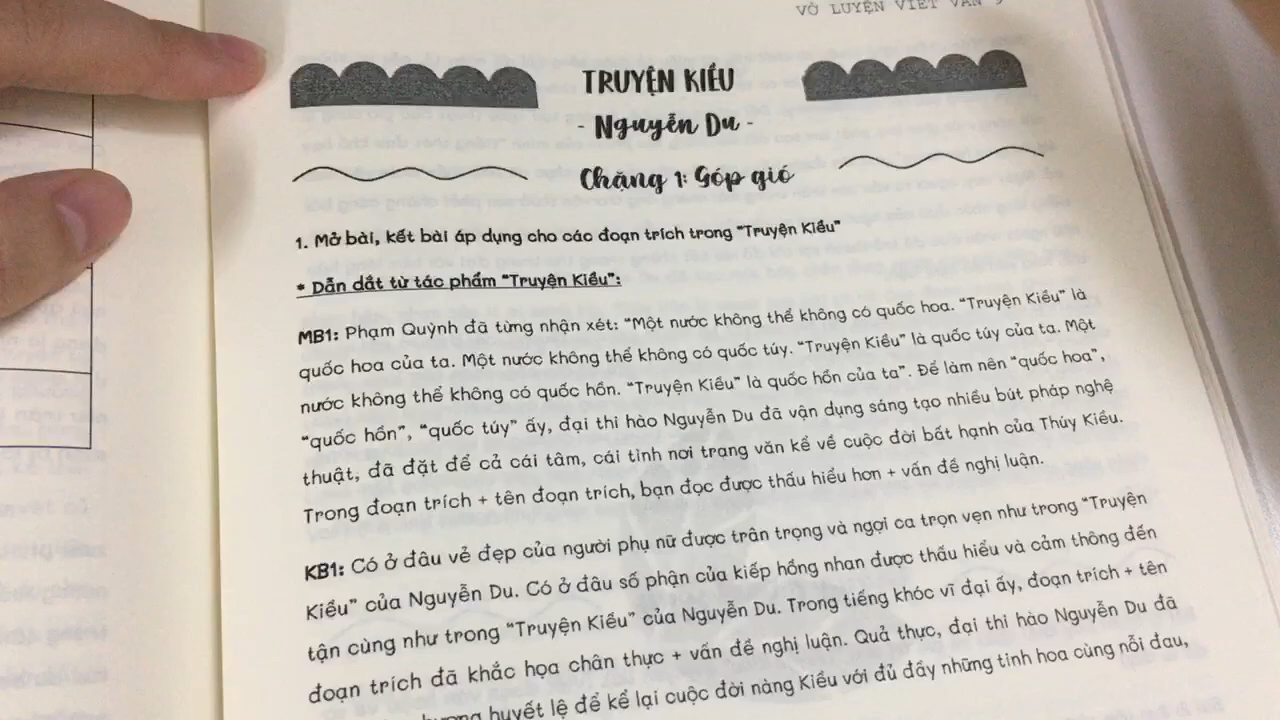 VỞ LUYỆN VIẾT VĂN 9
TRUYỆN KIỀU
- Nguyễn Du -
Chặng 1: Góp gió
1. Mở bài, kết bài áp dụng cho các đoạn trích trong "Truyện Kiều"
* Dẫn dắt từ tác phẩm "Truyện Kiều":
MB1: Phạm Quỳnh đã từng nhận xét: "Một nước không thể không có quốc hoa. "Truyện Kiều" là
quốc hoa của ta. Một nước không thể không có quốc túy. "Truyện Kiều" là quốc túy của ta. Một
nước không thể không có quốc hồn. "Truyện Kiều" là quốc hồn của ta". Để làm nên "quốc hoa",
"quốc hồn", "quốc túy" ấy, đại thi hào Nguyễn Du đã vận dụng sáng tạo nhiều bút pháp nghệ
thuật, đã đặt để cả cái tâm, cái tình nơi trang văn kể về cuộc đời bất hạnh của Thúy Kiều.
Trong đoạn trích + tên đoạn trích, bạn đọc được thấu hiểu hơn + vấn đề nghị luận.
KB1: Có ở đâu vẻ đẹp của người phụ nữ được trân trọng và ngợi ca trọn vẹn như trong "Truyện
Kiều" của Nguyễn Du. Có ở đâu số phận của kiếp hồng nhan được thấu hiểu và cảm thông đến
tận cùng như trong "Truyện Kiều" của Nguyễn Du. Trong tiếng khóc vĩ đại ấy, đoạn trích + tên
đoạn trích đã khắc họa chân thực + vấn đề nghị luận. Quả thực, đại thi hào Nguyễn Du đã
huyết lệ để kể lại cuộc đời nàng Kiều với đủ đầy những tinh hoa cùng nỗi đau,